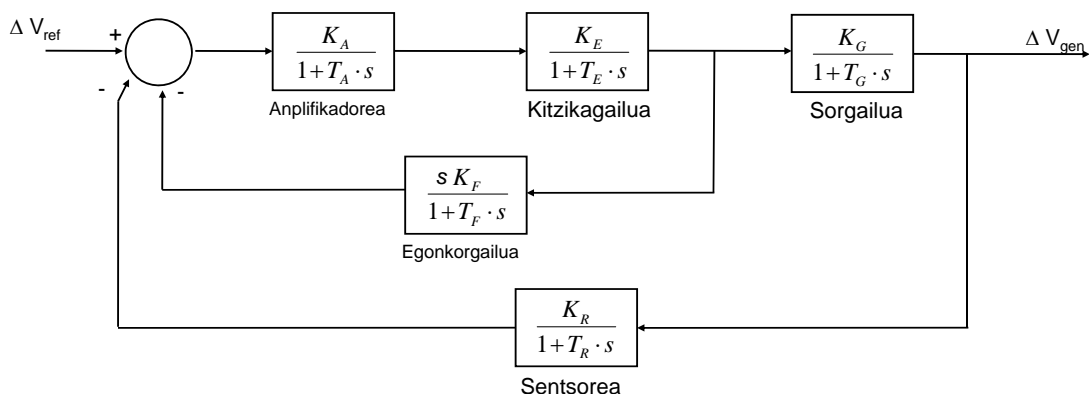 Δ V_ref
+
-
-
K_A
1+T_A · s
Anplifikadorea
K_E
1+T_E · s
Kitzikagailua
K_G
1+T_G · s
Sorgailua
Δ V_gen
s K_F
1+T_F · s
Egonkorgailua
K_R
1+T_R · s
Sentsorea